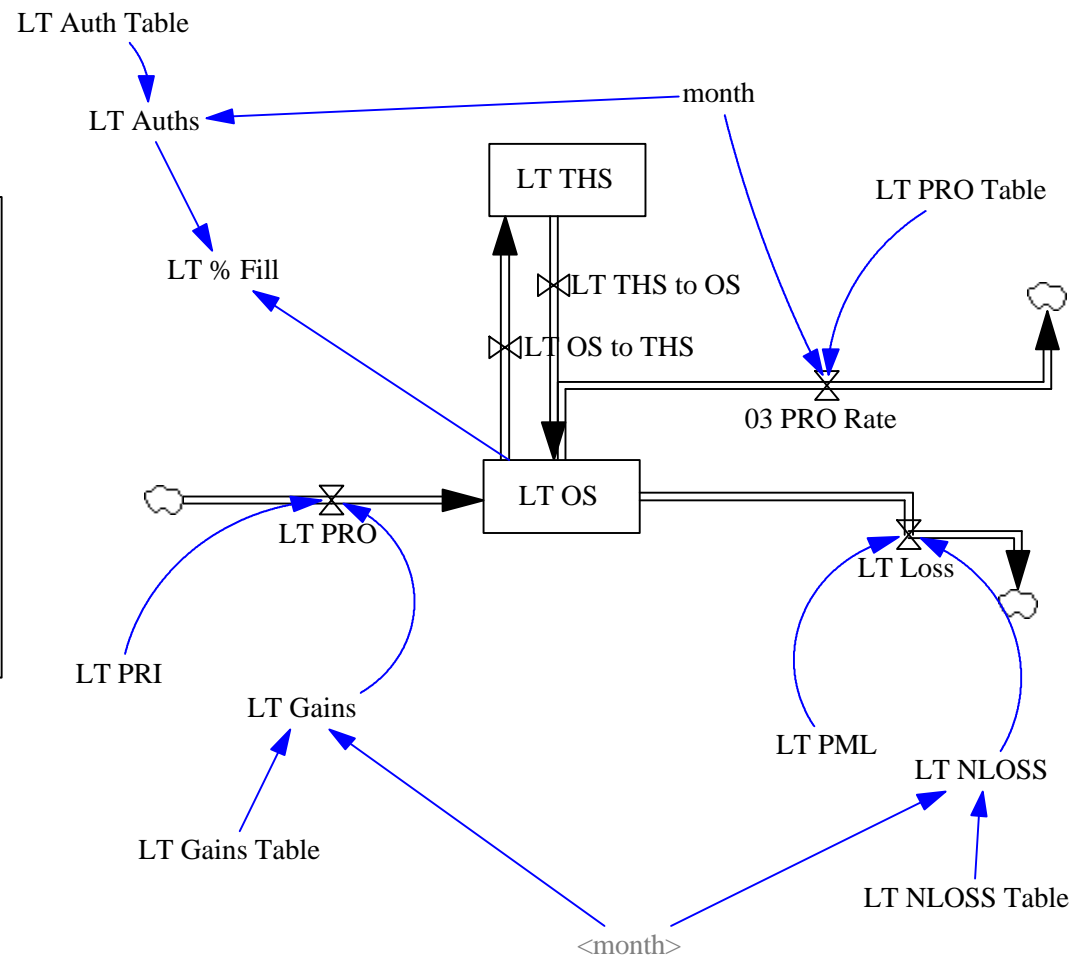 LT Auth Table
month
LT Auths
LT THS
LT PRO Table
LT % Fill
LT THS to OS
LT OS to THS
03 PRO Rate
LT OS
LT PRO
LT Loss
LT PRI
LT Gains
LT PML
LT NLOSS
LT Gains Table
LT NLOSS Table
<month>